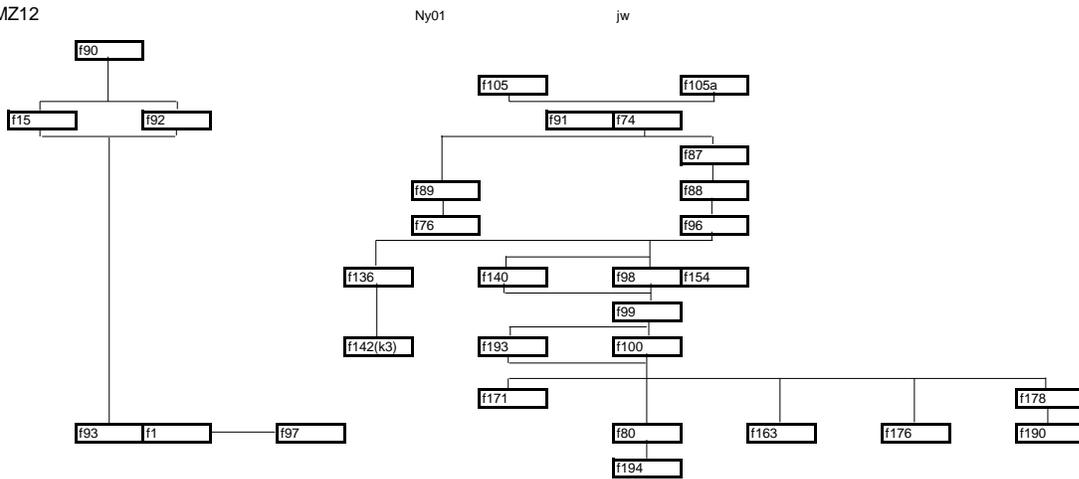 MZ12 Ny01 jw
f90
f105 f105a
f15 f92 f91 f74
f87
f89 f88
f76 f96
f136 f140 f98 f154
f99
f142(k3) f193 f100
f171 f178
f93 f1 f97 f80 f163 f176 f190
f194